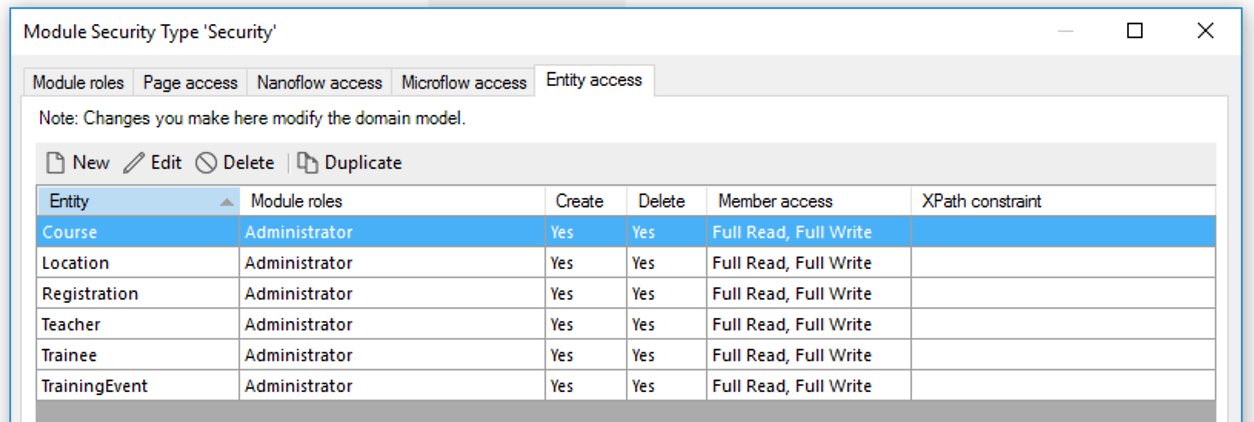 Module Security Type 'Security'
Module roles Page access Nanoflow access Microflow access Entity access
Note: Changes you make here modify the domain model.
New Edit Delete Duplicate
Entity Module roles Create Delete Member access XPath constraint
Course Administrator Yes Yes Full Read, Full Write
Location Administrator Yes Yes Full Read, Full Write
Registration Administrator Yes Yes Full Read, Full Write
Teacher Administrator Yes Yes Full Read, Full Write
Trainee Administrator Yes Yes Full Read, Full Write
TrainingEvent Administrator Yes Yes Full Read, Full Write